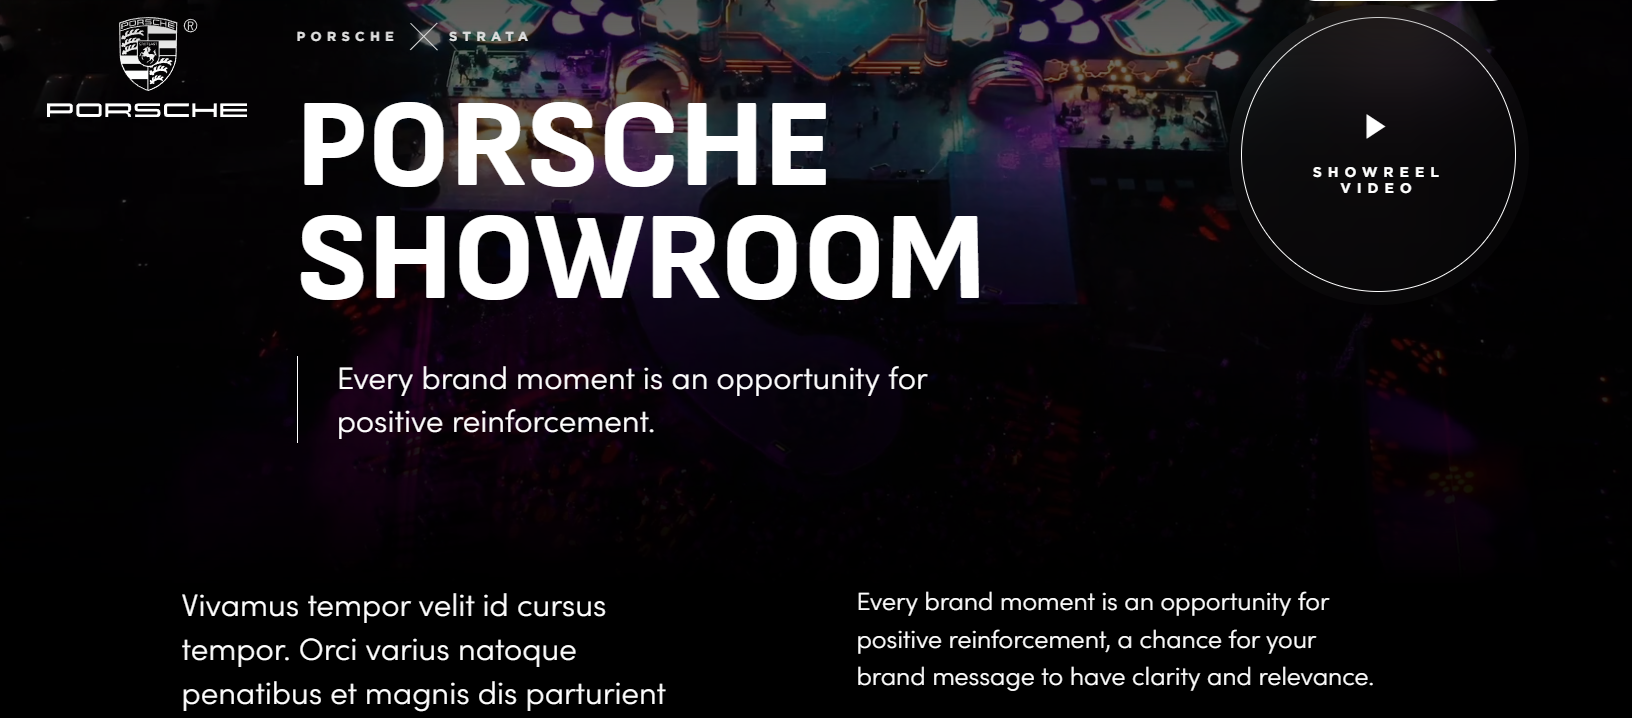 PORSCHE
®
PORSCHE
PORSCHE X STRATA
PORSCHE
SHOWROOM
SHOWREEL
VIDEO
Every brand moment is an opportunity for
positive reinforcement.
Vivamus tempor velit id cursus
tempor. Orci varius natoque
penatibus et magnis dis parturient
Every brand moment is an opportunity for
positive reinforcement, a chance for your
brand message to have clarity and relevance.